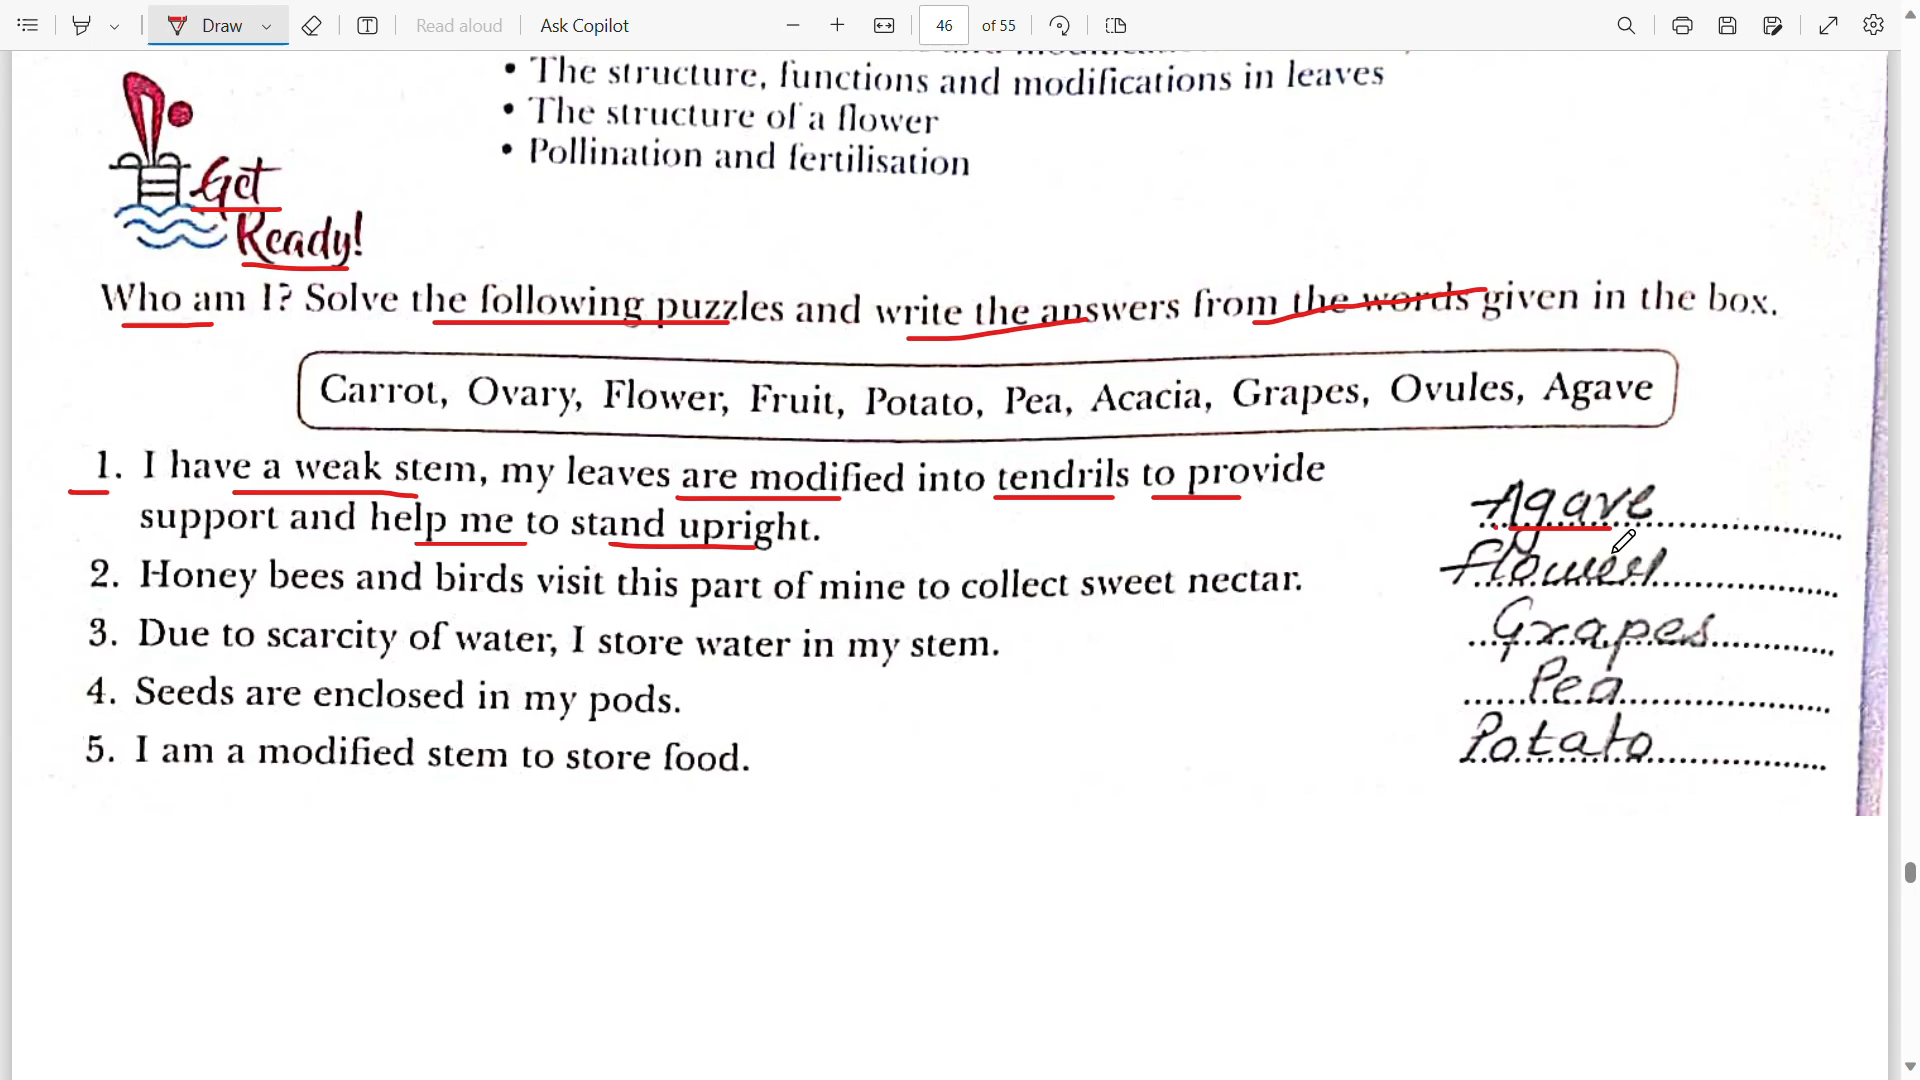 Draw
Read aloud
Ask Copilot
46
of 55
• The structure, functions and modifications in leaves
• The structure of a flower
• Pollination and fertilisation
Get
Ready!
Who am I? Solve the following puzzles and write the answers from the words given in the box.
Carrot, Ovary, Flower, Fruit, Potato, Pea, Acacia, Grapes, Ovules, Agave
1. I have a weak stem, my leaves are modified into tendrils to provide
support and help me to stand upright.
Agave
2. Honey bees and birds visit this part of mine to collect sweet nectar.
Flower
3. Due to scarcity of water, I store water in my stem.
Grapes
4. Seeds are enclosed in my pods.
Pea
5. I am a modified stem to store food.
Potato